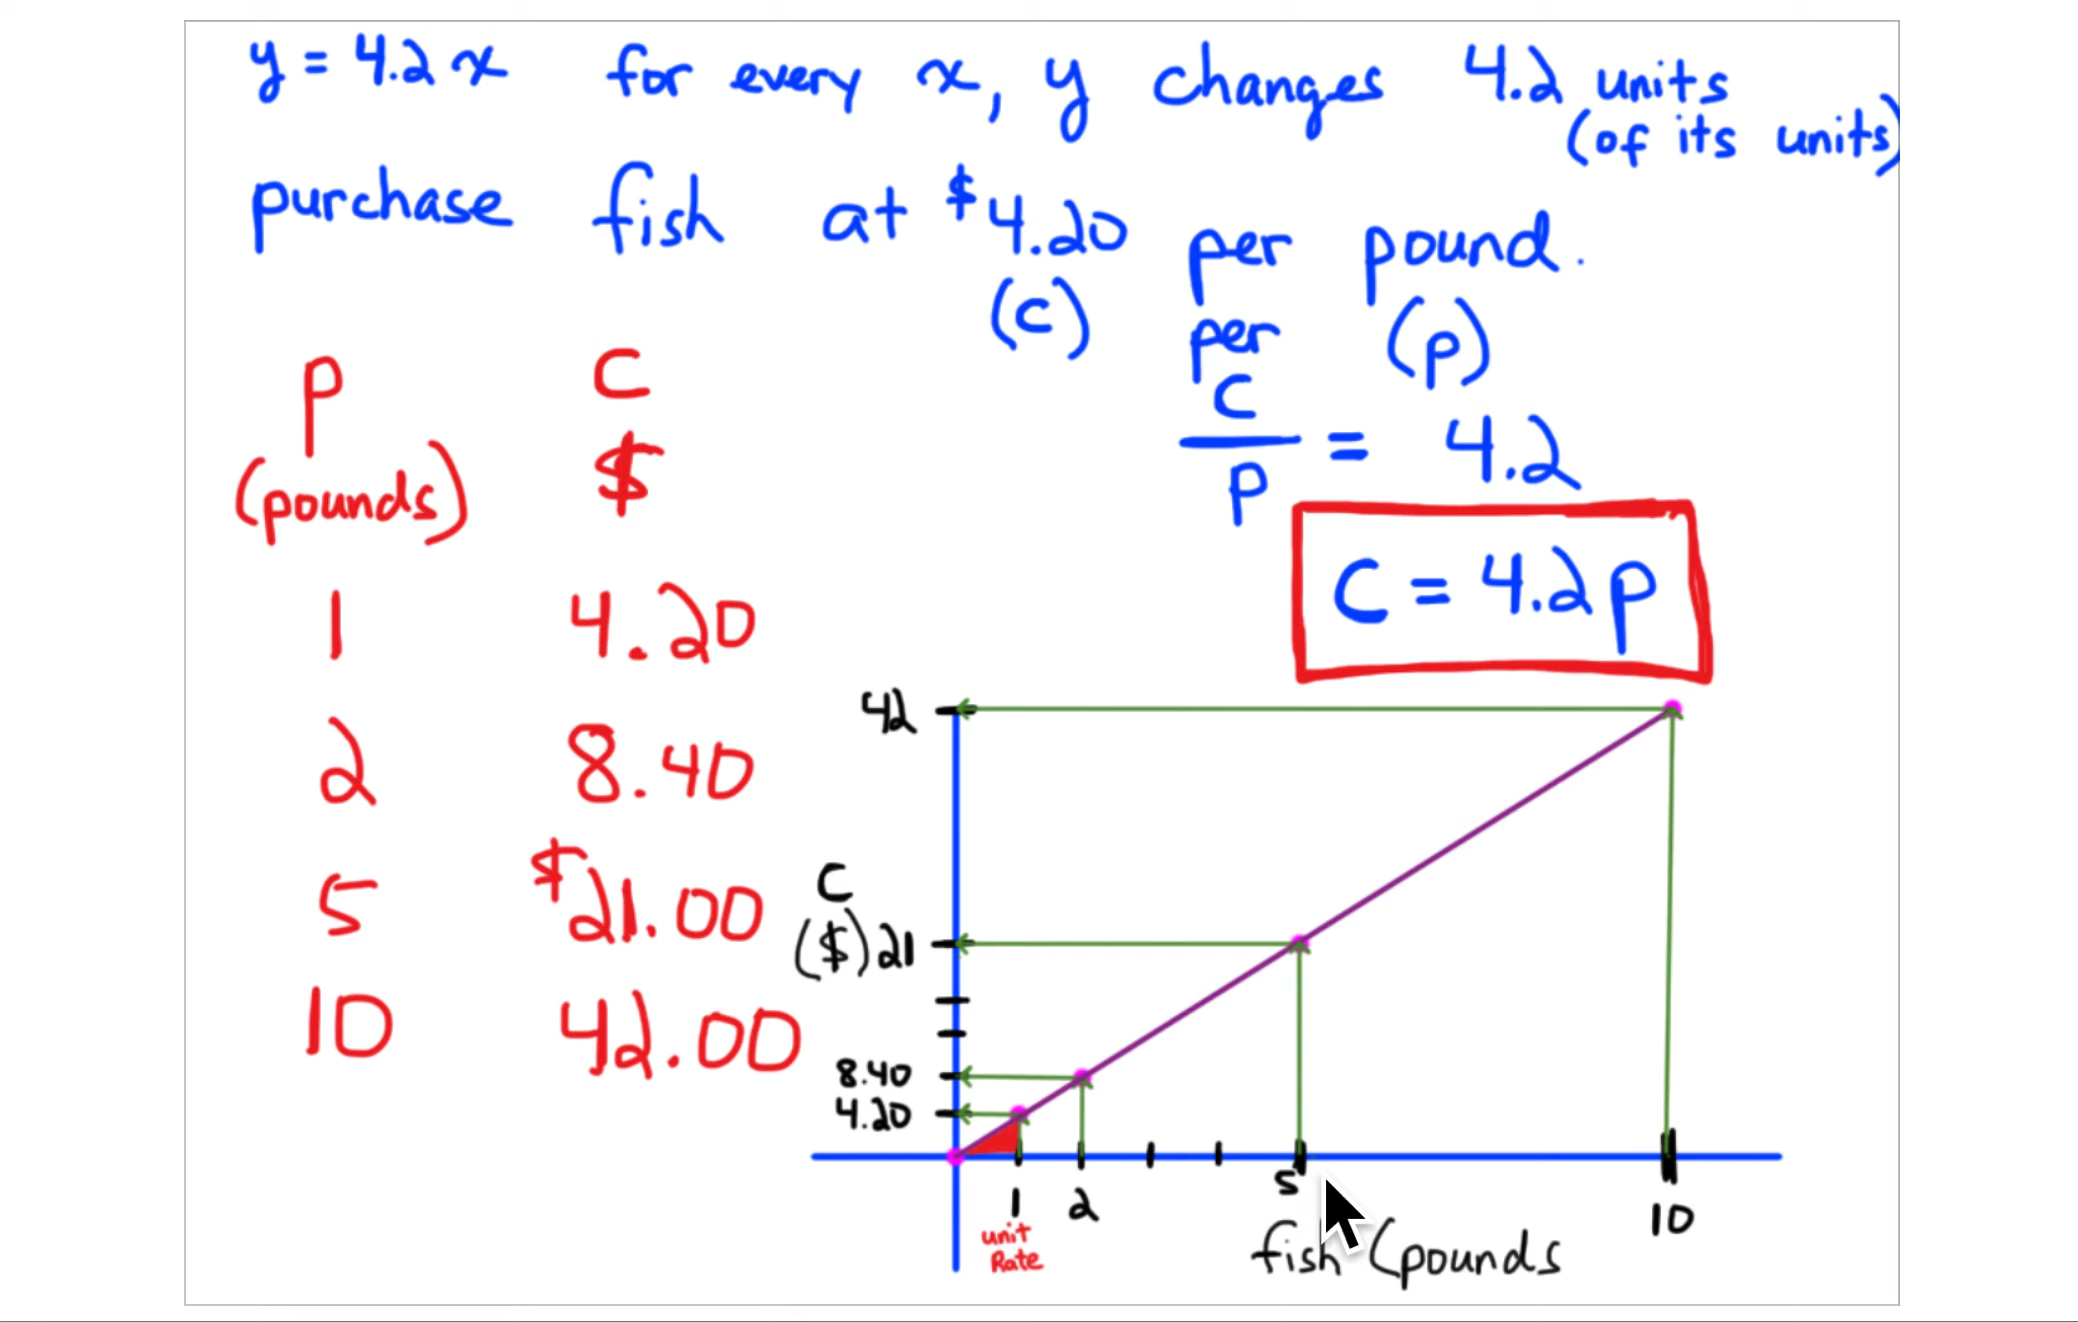 y = 4.2x for every x, y changes 4.2 units
(of its units)
purchase fish at $4.20 per pound.
(c) per (p)
C/P = 4.2
C = 4.2p
P C
(pounds) $
1 4.20
2 8.40
5 $21.00
10 42.00
42
C
($) 21
8.40
4.20
1 2 5 10
unit
Rate
fish (pounds